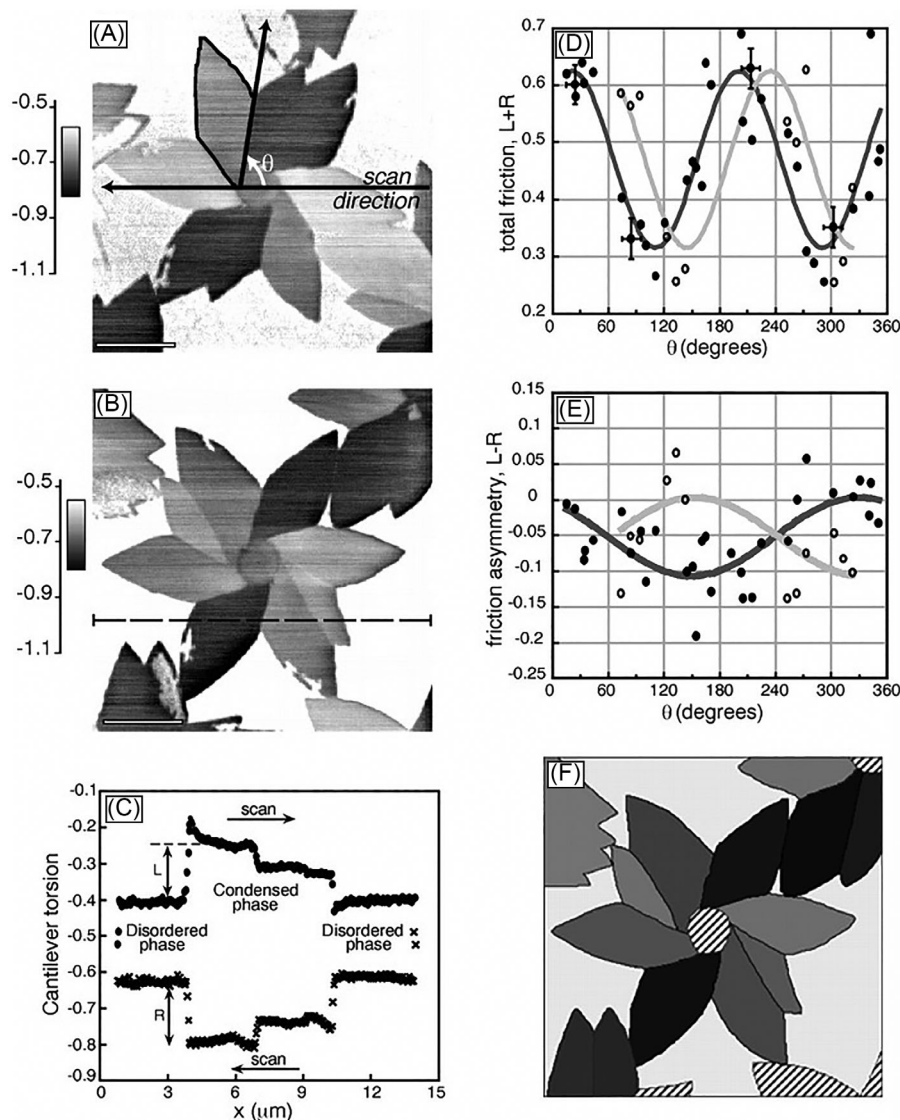 (A)
-0.5
-0.7
-0.9
-1.1
θ
scan
direction
(B)
-0.5
-0.7
-0.9
-1.1
(C)
-0.1
-0.2
-0.3
-0.4
-0.5
-0.6
-0.7
-0.8
-0.9
Cantilever torsion
scan
L
Condensed
phase
Disordered
phase
Disordered
phase
R
scan
0
3
6
9
12
15
x (μm)
(D)
0.7
0.6
0.5
0.4
0.3
0.2
total friction, L+R
0
60
120
180
240
300
360
θ (degrees)
(E)
0.15
0.1
0.05
0
-0.05
-0.1
-0.15
-0.2
-0.25
friction asymmetry, L-R
0
60
120
180
240
300
360
θ (degrees)
(F)